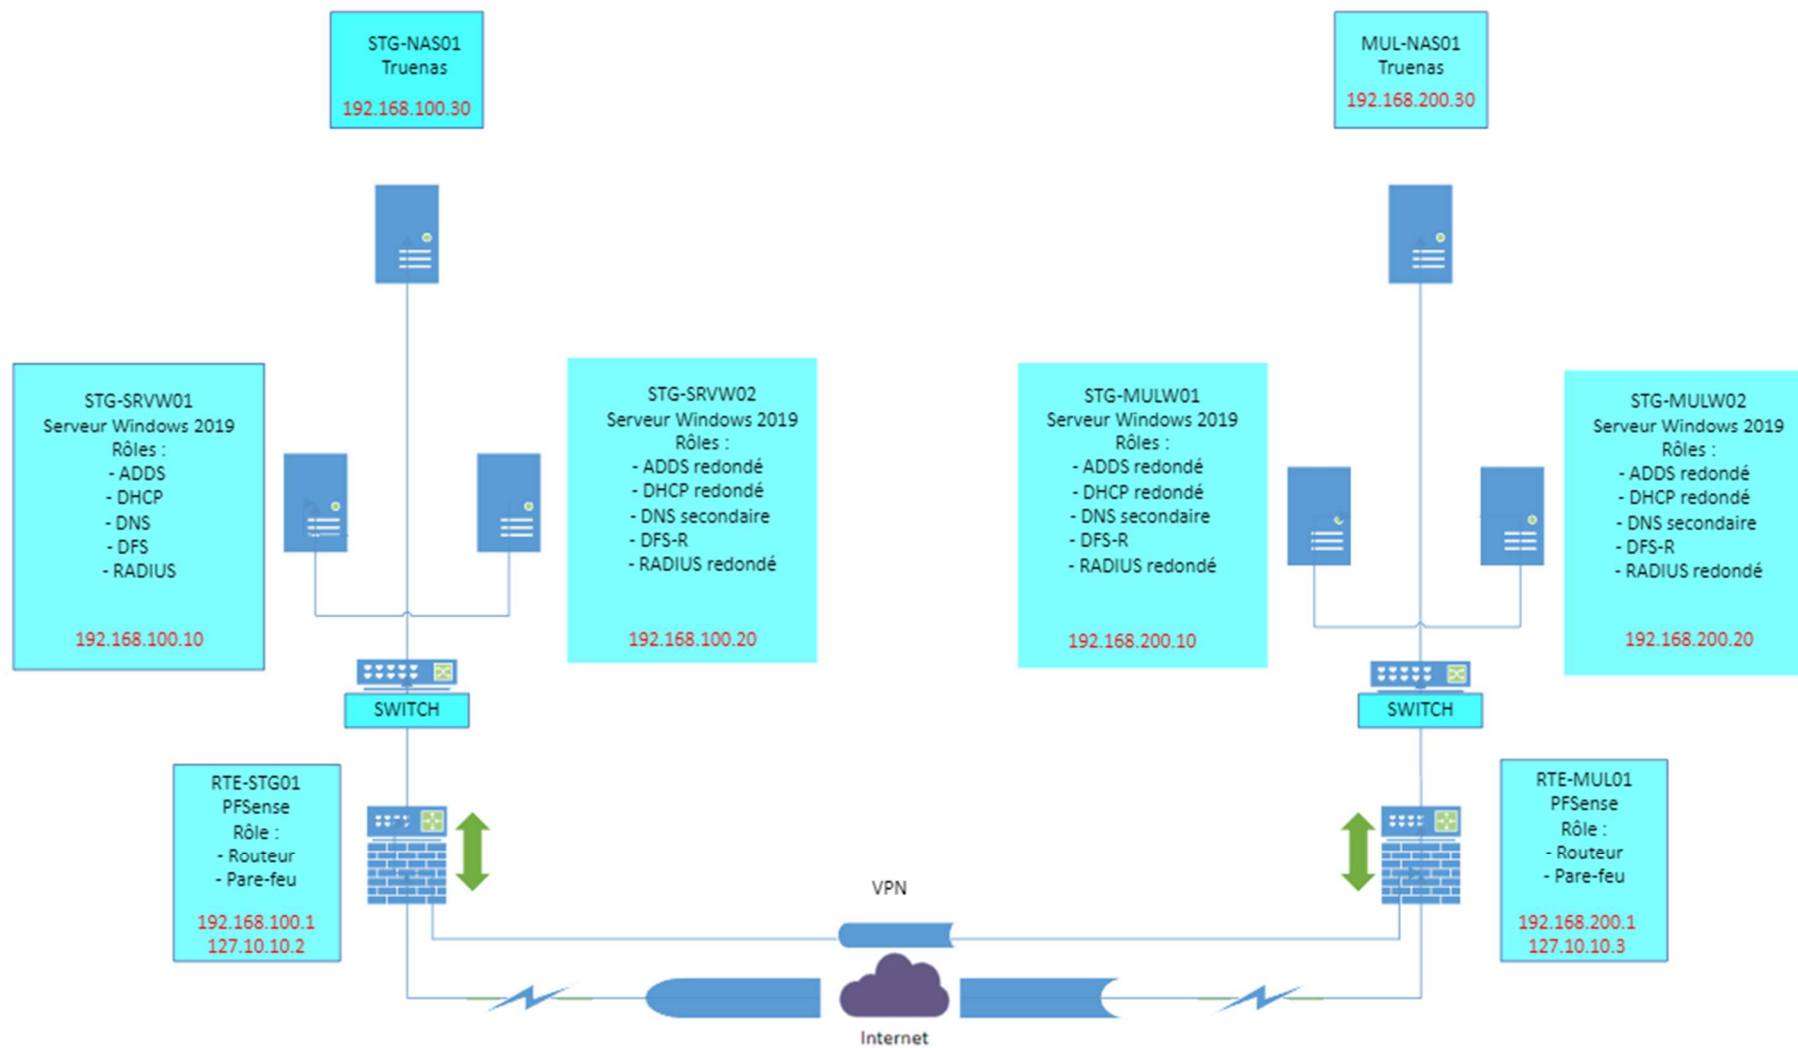 STG-NAS01
Truenas
192.168.100.30
MUL-NAS01
Truenas
192.168.200.30
STG-SRVW01
Serveur Windows 2019
Rôles :
- ADDS
- DHCP
- DNS
- DFS
- RADIUS
192.168.100.10
STG-SRVW02
Serveur Windows 2019
Rôles :
- ADDS redondé
- DHCP redondé
- DNS secondaire
- DFS-R
- RADIUS redondé
192.168.100.20
STG-MULW01
Serveur Windows 2019
Rôles :
- ADDS redondé
- DHCP redondé
- DNS secondaire
- DFS-R
- RADIUS redondé
192.168.200.10
STG-MULW02
Serveur Windows 2019
Rôles :
- ADDS redondé
- DHCP redondé
- DNS secondaire
- DFS-R
- RADIUS redondé
192.168.200.20
SWITCH
SWITCH
RTE-STG01
PFSense
Rôle :
- Routeur
- Pare-feu
192.168.100.1
127.10.10.2
RTE-MUL01
PFSense
Rôle :
- Routeur
- Pare-feu
192.168.200.1
127.10.10.3
VPN
Internet